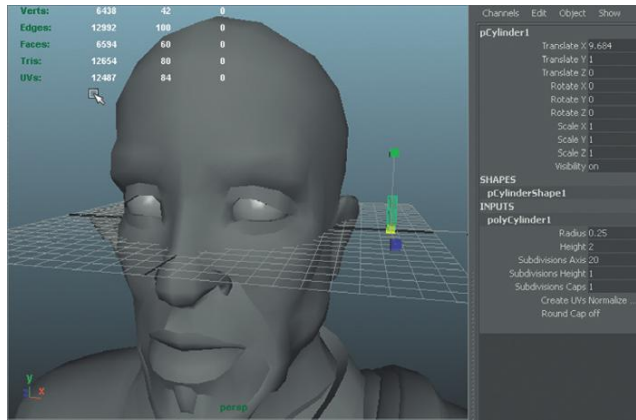 Verts: 6438 42 0
Edges: 12992 100 0
Faces: 6594 60 0
Tris: 12654 80 0
UVs: 12487 84 0
y
z x
persp
Channels Edit Object Show
pCylinder1
Translate X 9.684
Translate Y 1
Translate Z 0
Rotate X 0
Rotate Y 0
Rotate Z 0
Scale X 1
Scale Y 1
Scale Z 1
Visibility on
SHAPES
pCylinderShape1
INPUTS
polyCylinder1
Radius 0.25
Height 2
Subdivisions Axis 20
Subdivisions Height 1
Subdivisions Caps 1
Create UVs Normalize ..
Round Cap off